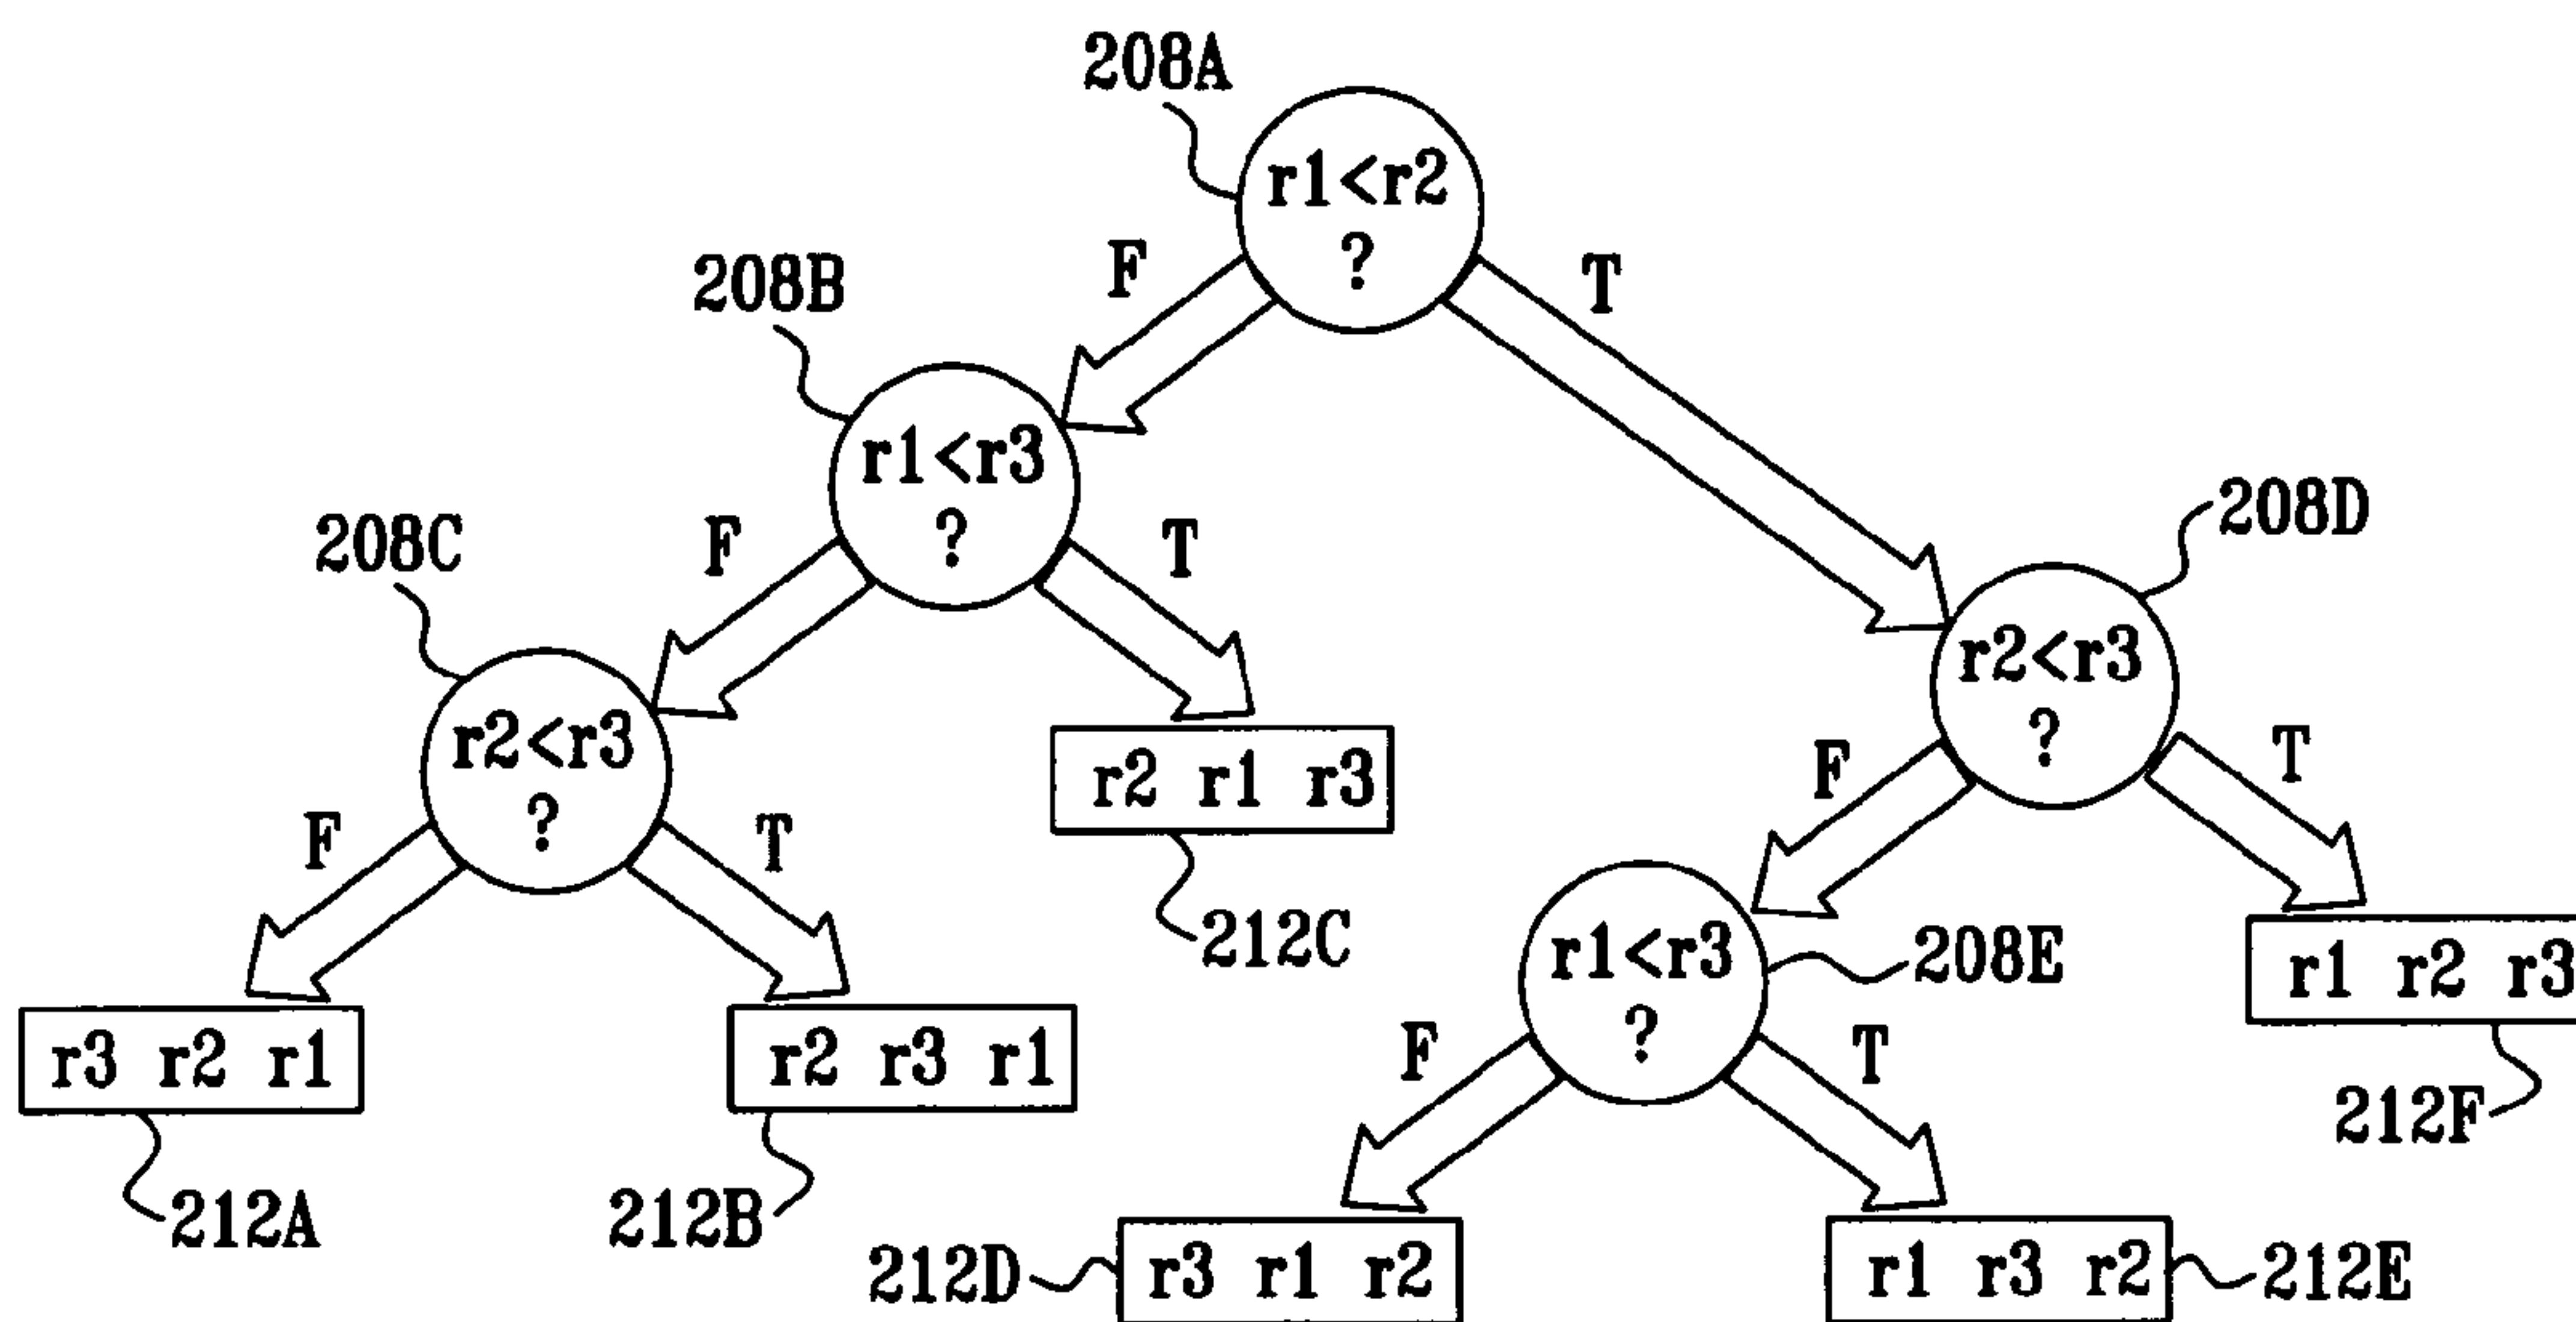 208A
r1<r2
?
F
T
208B
r1<r3
?
F
T
208C
r2<r3
?
F
T
208D
r2<r3
?
F
T
r2 r1 r3
212C
208E
r1<r3
?
F
T
r1 r2 r3
212F
r3 r2 r1
212A
r2 r3 r1
212B
212D
r3 r1 r2
r1 r3 r2
212E